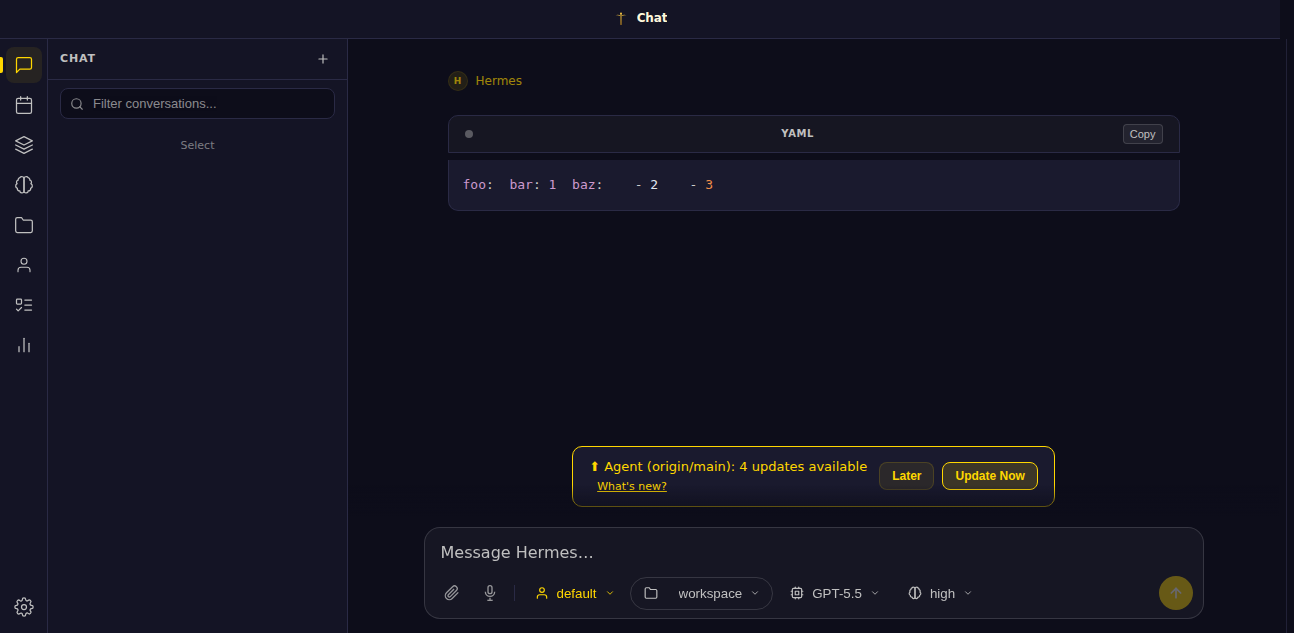 Chat
CHAT
Filter conversations...
Select
H Hermes
YAML
Copy
foo:  bar: 1  baz:    - 2    - 3
⬆ Agent (origin/main): 4 updates available
What's new?
Later
Update Now
Message Hermes…
default
workspace
GPT-5.5
high